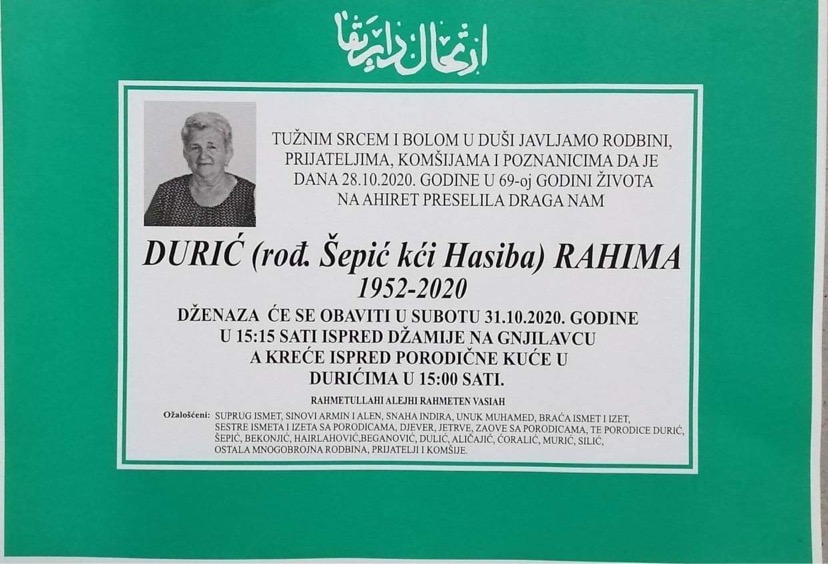 TUŽNIM SRCEM I BOLOM U DUŠI JAVLJAMO RODBINI,
PRIJATELJIMA, KOMŠIJAMA I POZNANICIMA DA JE
DANA 28.10.2020. GODINE U 69-oj GODINI ŽIVOTA
NA AHIRET PRESELILA DRAGA NAM
DURIĆ (rođ. Šepić kći Hasiba) RAHIMA
1952-2020
DŽENAZA ĆE SE OBAVITI U SUBOTU 31.10.2020. GODINE
U 15:15 SATI ISPRED DŽAMIJE NA GNJILAVCU
A KREĆE ISPRED PORODIČNE KUĆE U
DURIĆIMA U 15:00 SATI.
RAHMETULLAHI ALEJHI RAHMETEN VASIAH
Ožalošćeni: SUPRUG ISMET, SINOVI ARMIN I ALEN, SNAHA INDIRA, UNUK MUHAMED, BRAĆA ISMET I IZET,
SESTRE ISMETA I IZETA SA PORODICAMA, DJEVER, JETRVE, ZAOVE SA PORODICAMA, TE PORODICE DURIĆ,
ŠEPIĆ, BEKONJIĆ, HAIRLAHOVIĆ,BEGANOVIĆ, DULIĆ, ALIČAJIĆ, ĆORALIĆ, MURIĆ, SILIĆ,
OSTALA MNOGOBROJNA RODBINA, PRIJATELJI I KOMŠIJE.